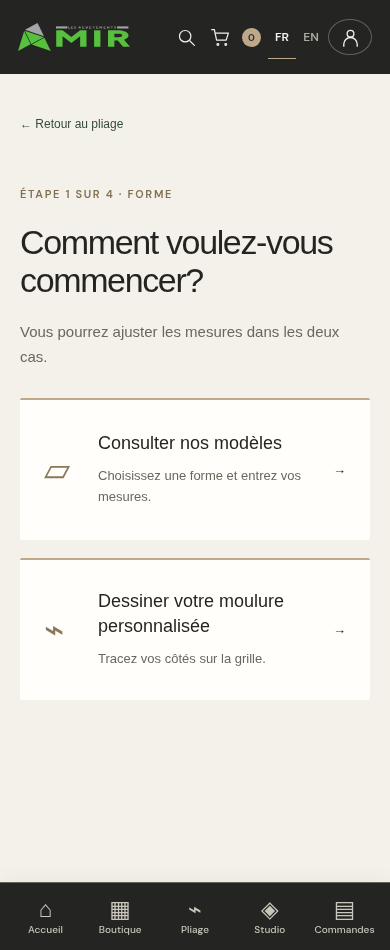 LES REVÊTEMENTS
MIR
0
FR
EN
← Retour au pliage
ÉTAPE 1 SUR 4 · FORME
Comment voulez-vous
commencer?
Vous pourrez ajuster les mesures dans les deux
cas.
Consulter nos modèles
Choisissez une forme et entrez vos
mesures.
→
Dessiner votre moulure
personnalisée
Tracez vos côtés sur la grille.
→
Accueil
Boutique
Pliage
Studio
Commandes